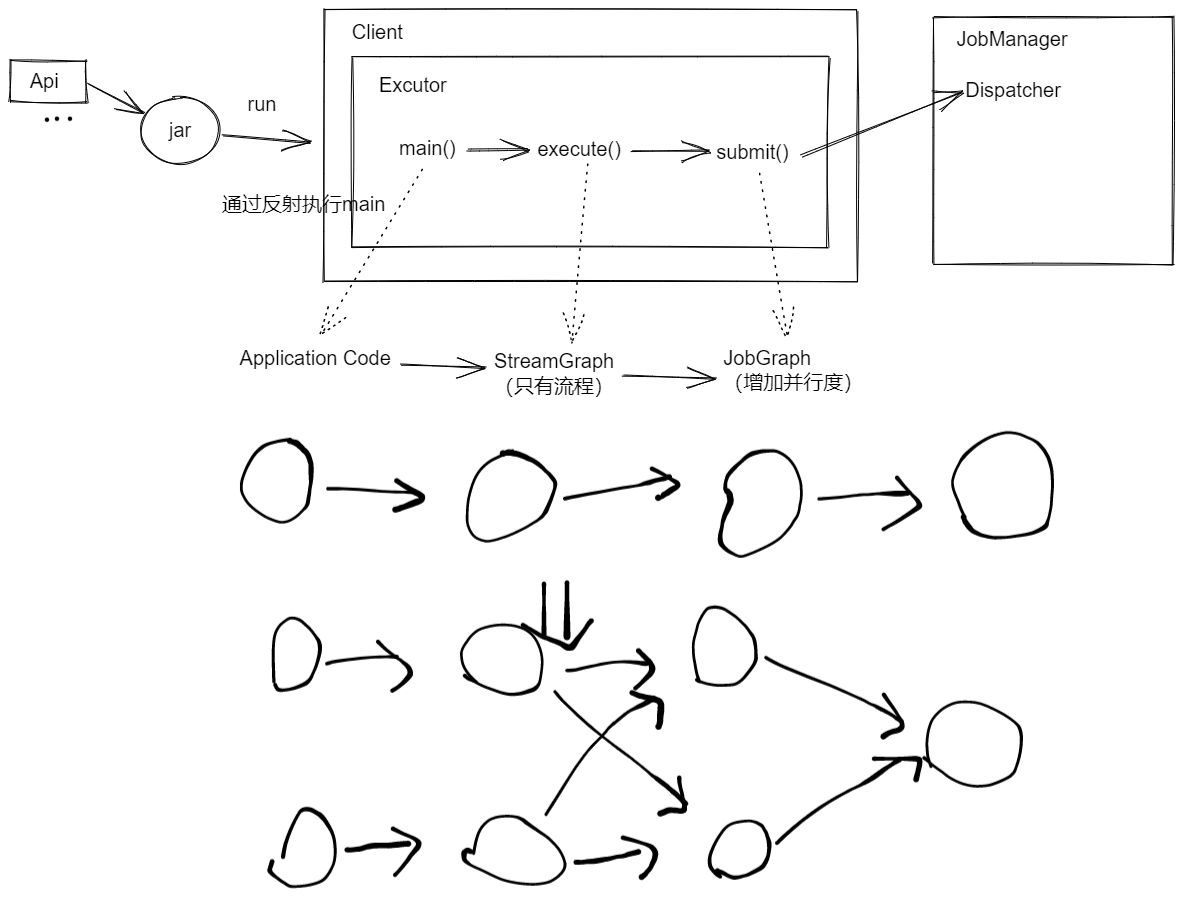 Client
JobManager
Api
Excutor
Dispatcher
...
run
jar
main()
execute()
submit()
通过反射执行main
Application Code
StreamGraph
（只有流程）
JobGraph
（增加并行度）